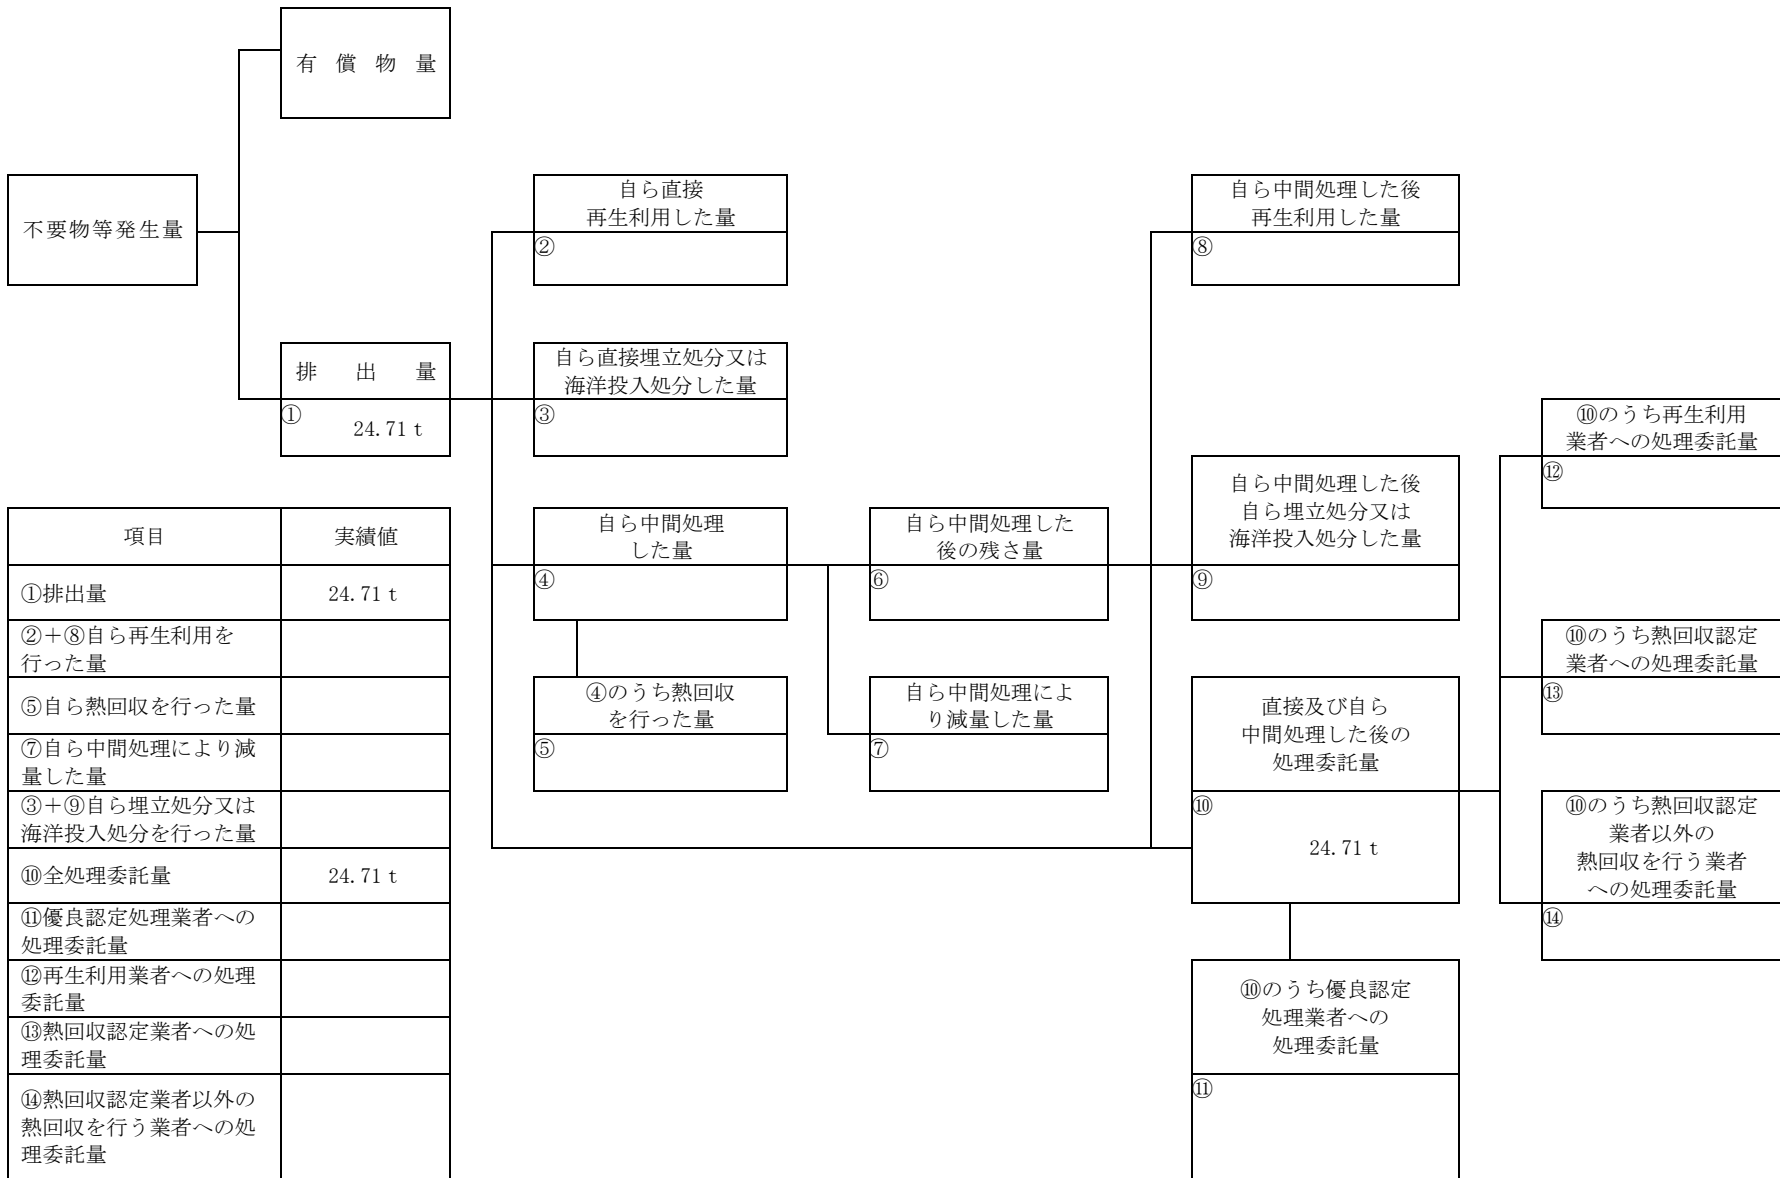 有償物量
不要物等発生量
自ら直接
再生利用した量
②
自ら中間処理した後
再生利用した量
⑧
排出量
①
24.71 t
自ら直接埋立処分又は
海洋投入処分した量
③
⑩のうち再生利用
業者への処理委託量
⑫
自ら中間処理
した量
④
自ら中間処理した
後の残さ量
⑥
自ら中間処理した後
自ら埋立処分又は
海洋投入処分した量
⑨
④のうち熱回収
を行った量
⑤
自ら中間処理によ
り減量した量
⑦
直接及び自ら
中間処理した後の
処理委託量
⑩
24.71 t
⑩のうち熱回収認定
業者への処理委託量
⑬
⑩のうち熱回収認定
業者以外の
熱回収を行う業者
への処理委託量
⑭
⑩のうち優良認定
処理業者への
処理委託量
⑪
項目 実績値
①排出量 24.71 t
②+⑧自ら再生利用を
行った量
⑤自ら熱回収を行った量
⑦自ら中間処理により減
量した量
③+⑨自ら埋立処分又は
海洋投入処分を行った量
⑩全処理委託量 24.71 t
⑪優良認定処理業者への
処理委託量
⑫再生利用業者への処理
委託量
⑬熱回収認定業者への処
理委託量
⑭熱回収認定業者以外の
熱回収を行う業者への処
理委託量